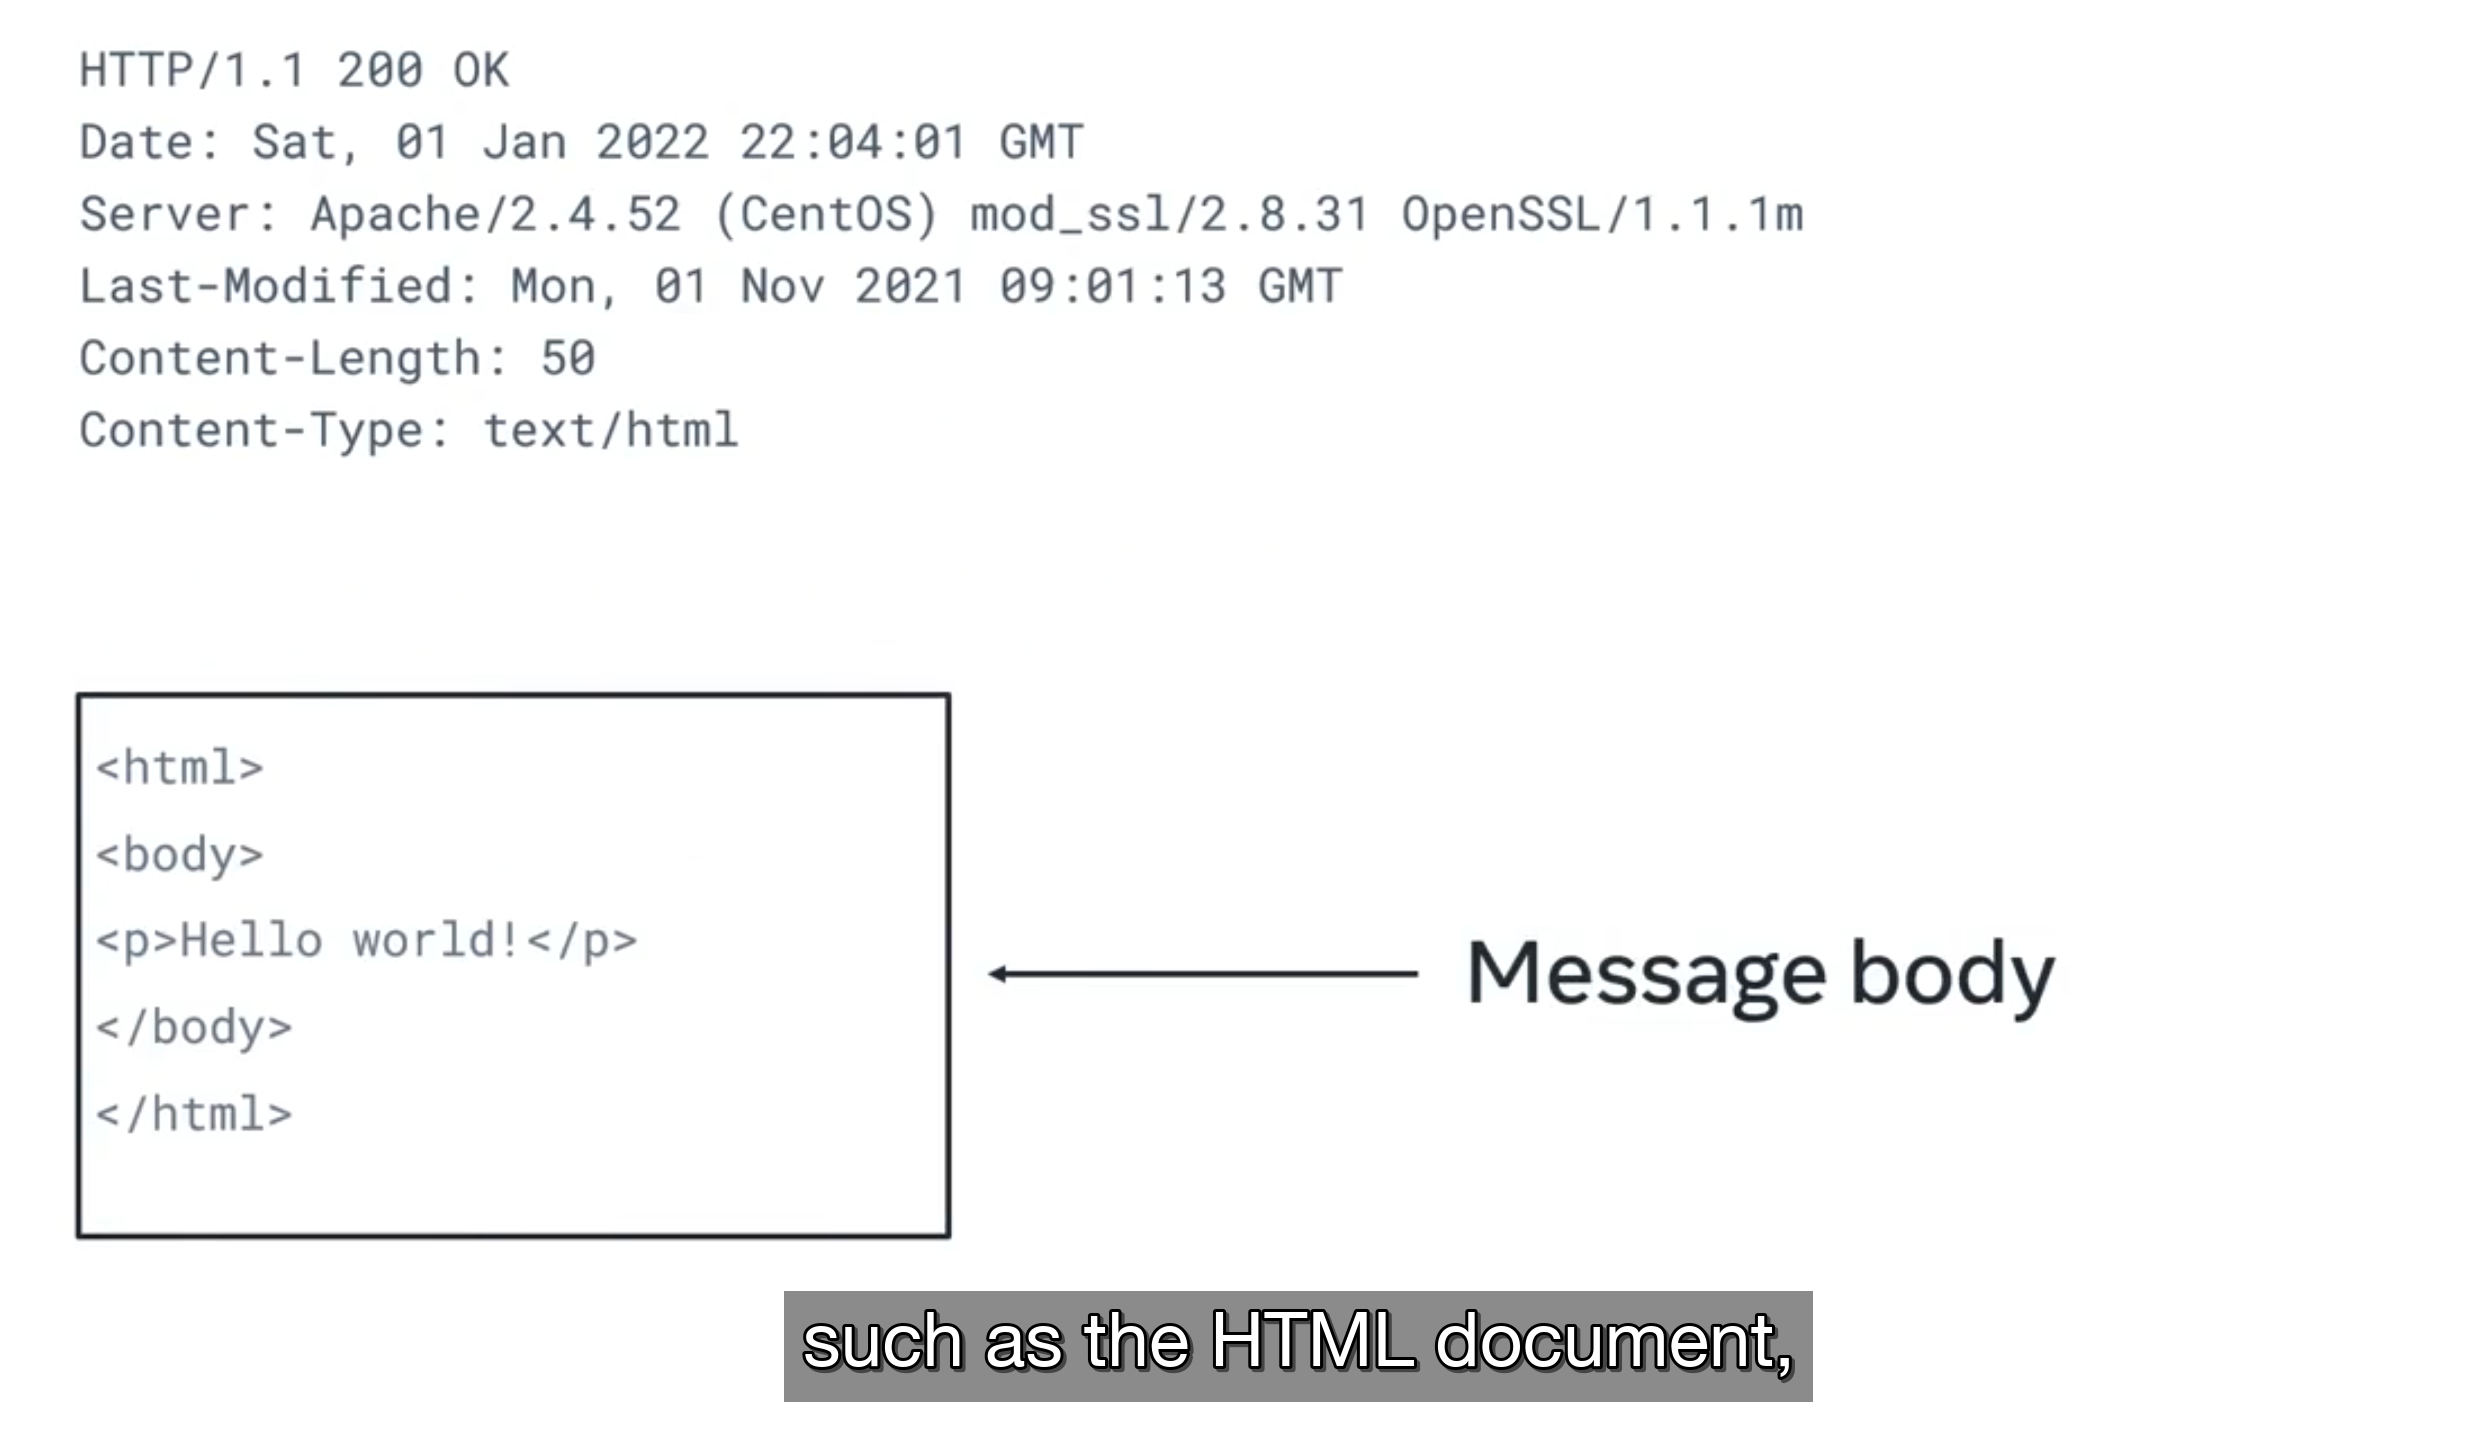 HTTP/1.1 200 OK
Date: Sat, 01 Jan 2022 22:04:01 GMT
Server: Apache/2.4.52 (CentOS) mod_ssl/2.8.31 OpenSSL/1.1.1m
Last-Modified: Mon, 01 Nov 2021 09:01:13 GMT
Content-Length: 50
Content-Type: text/html
<html>
<body>
<p>Hello world!</p>
</body>
</html>
Message body
such as the HTML document,